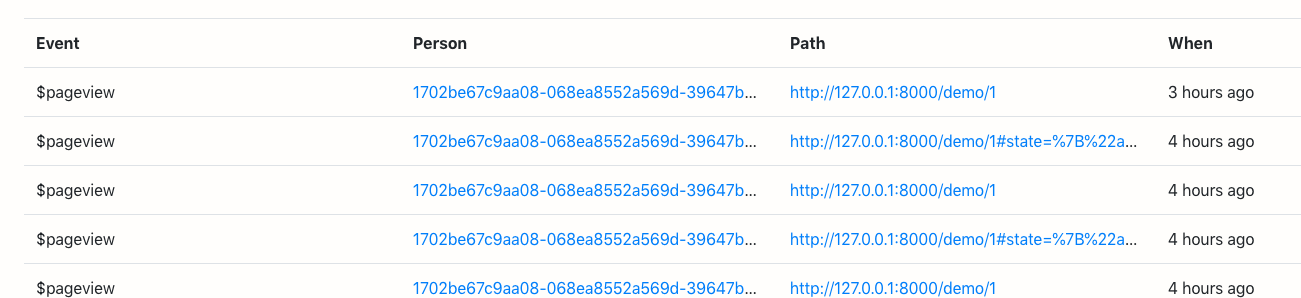 Event Person Path When
$pageview 1702be67c9aa08-068ea8552a569d-39647b... http://127.0.0.1:8000/demo/1 3 hours ago
$pageview 1702be67c9aa08-068ea8552a569d-39647b... http://127.0.0.1:8000/demo/1#state=%7B%22a... 4 hours ago
$pageview 1702be67c9aa08-068ea8552a569d-39647b... http://127.0.0.1:8000/demo/1 4 hours ago
$pageview 1702be67c9aa08-068ea8552a569d-39647b... http://127.0.0.1:8000/demo/1#state=%7B%22a... 4 hours ago
$pageview 1702be67c9aa08-068ea8552a569d-39647b... http://127.0.0.1:8000/demo/1 4 hours ago